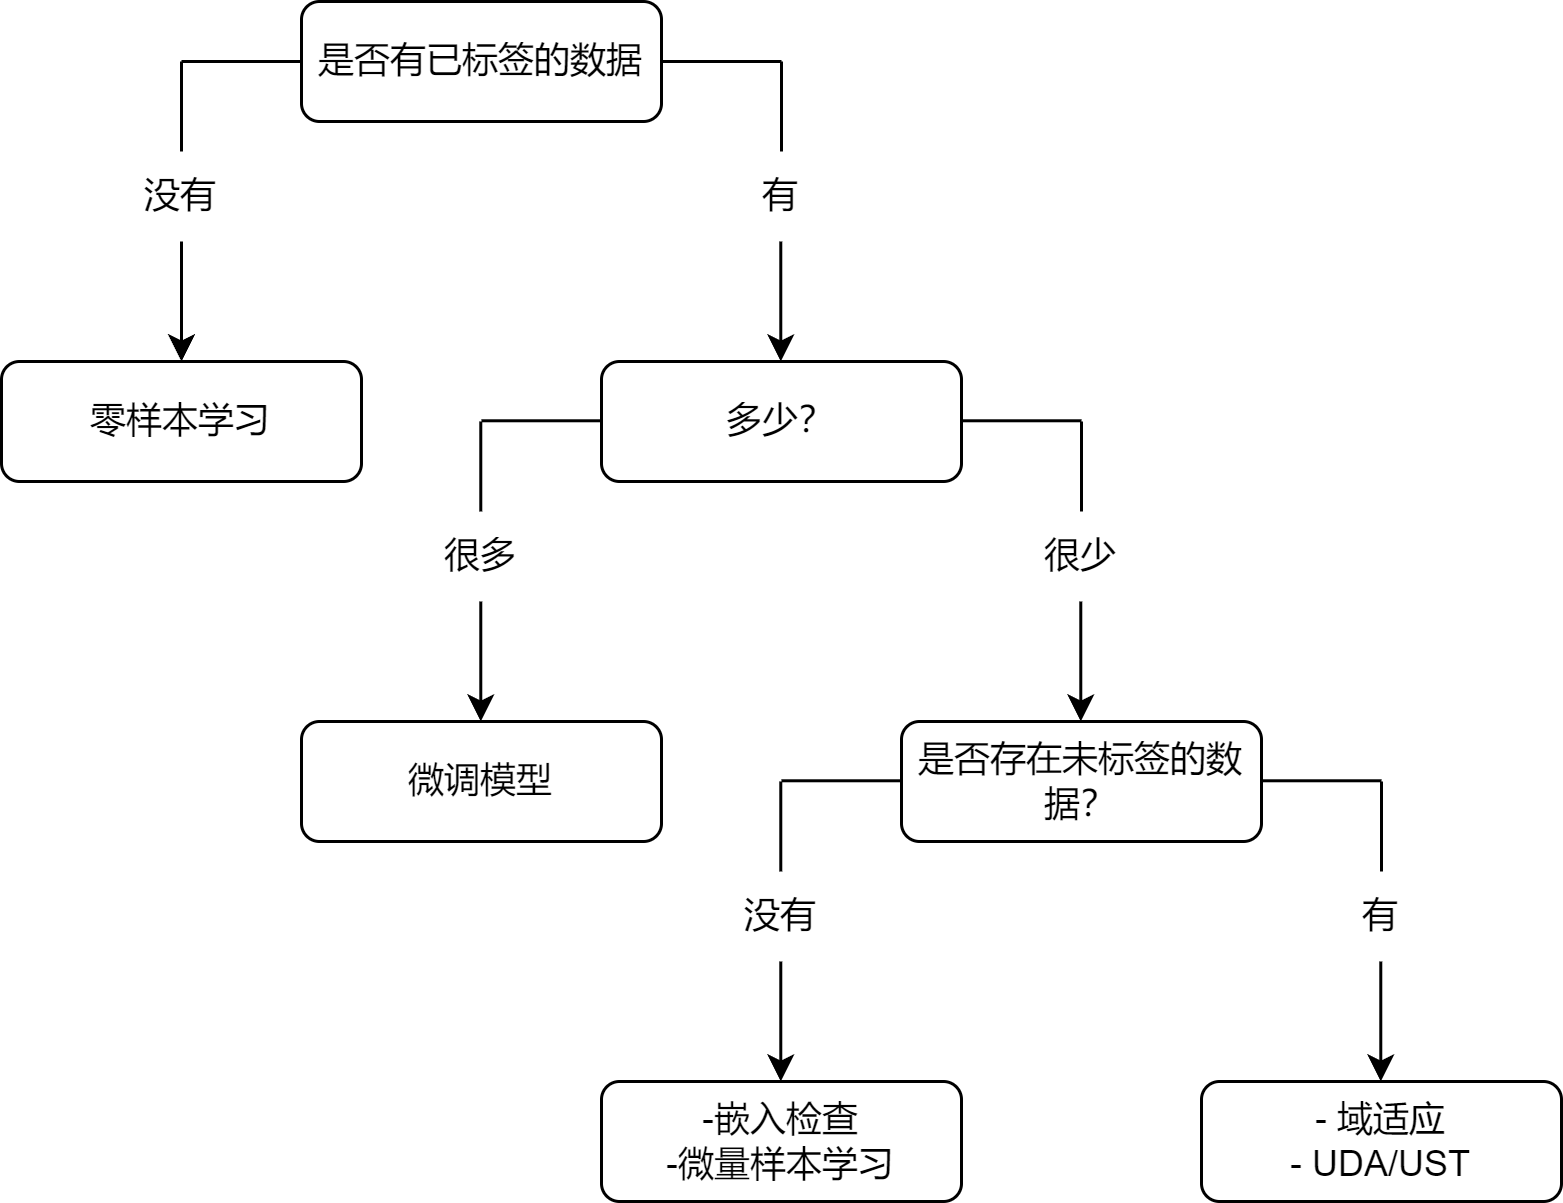 是否有已标签的数据
没有
有
零样本学习
多少？
很多
很少
微调模型
是否存在未标签的数
据？
没有
有
-嵌入检查
-微量样本学习
- 域适应
- UDA/UST